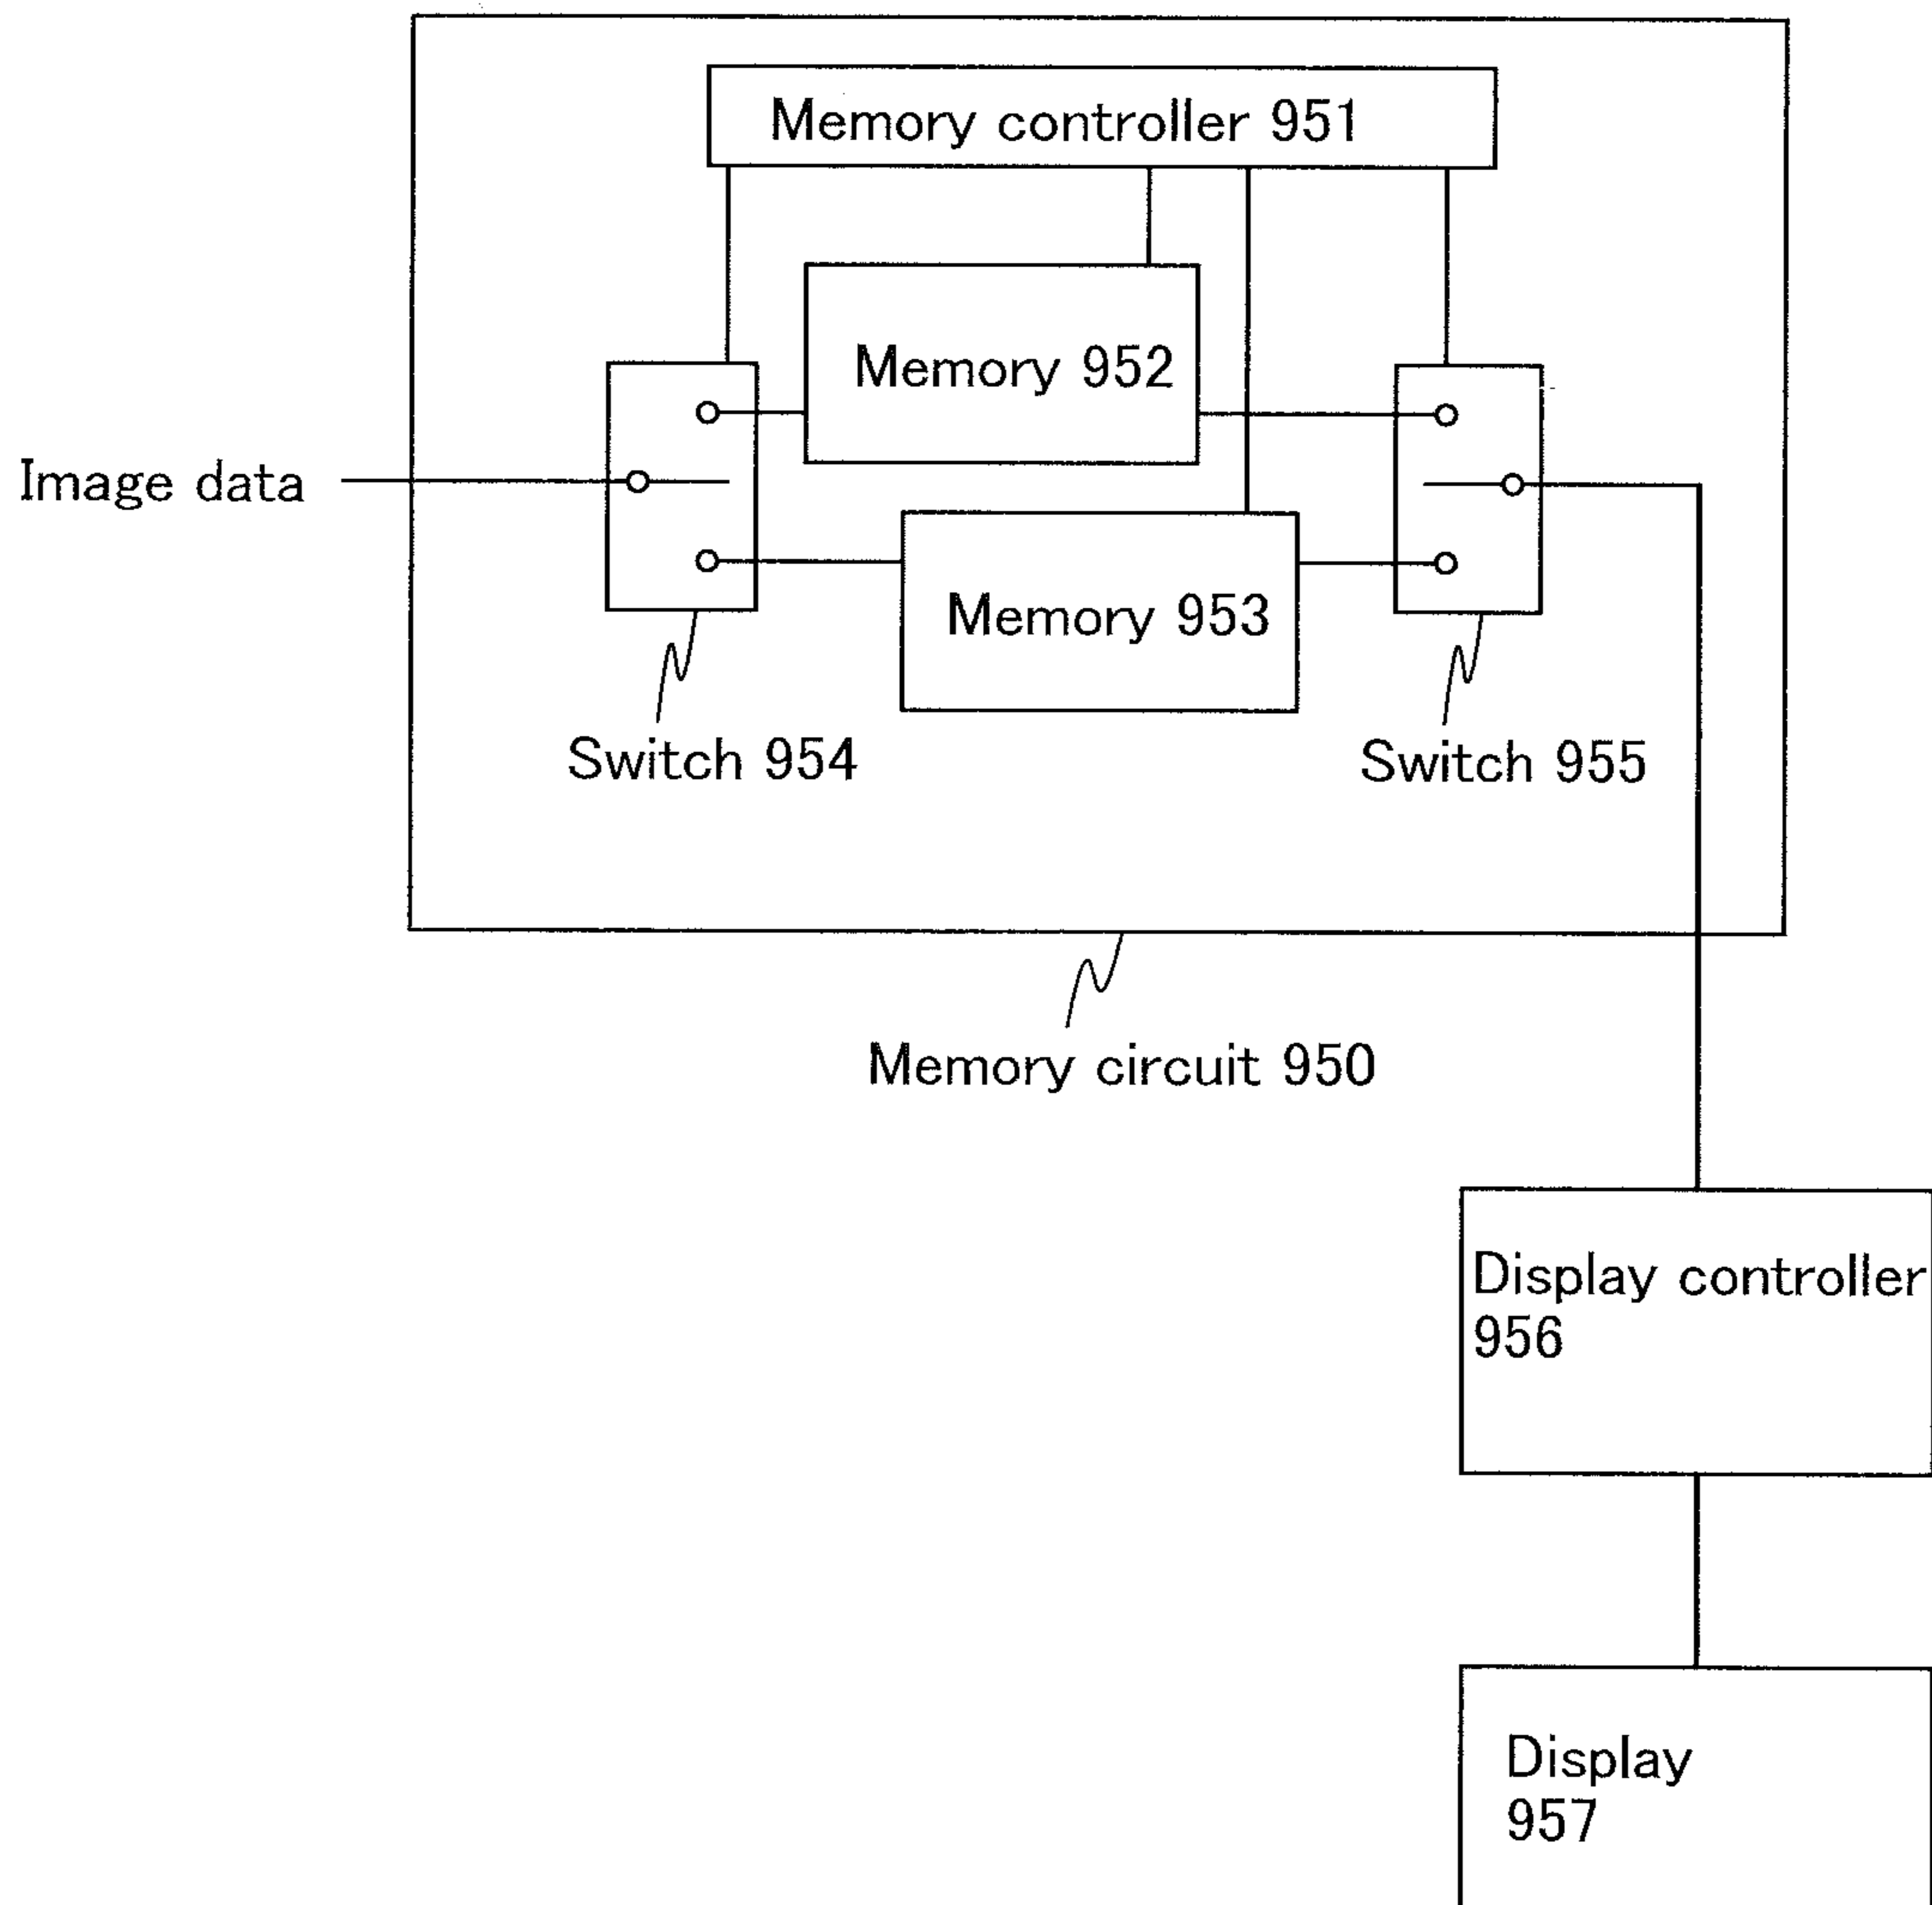 Memory controller 951
Memory 952
Image data
Memory 953
Switch 954
Switch 955
Memory circuit 950
Display controller
956
Display
957